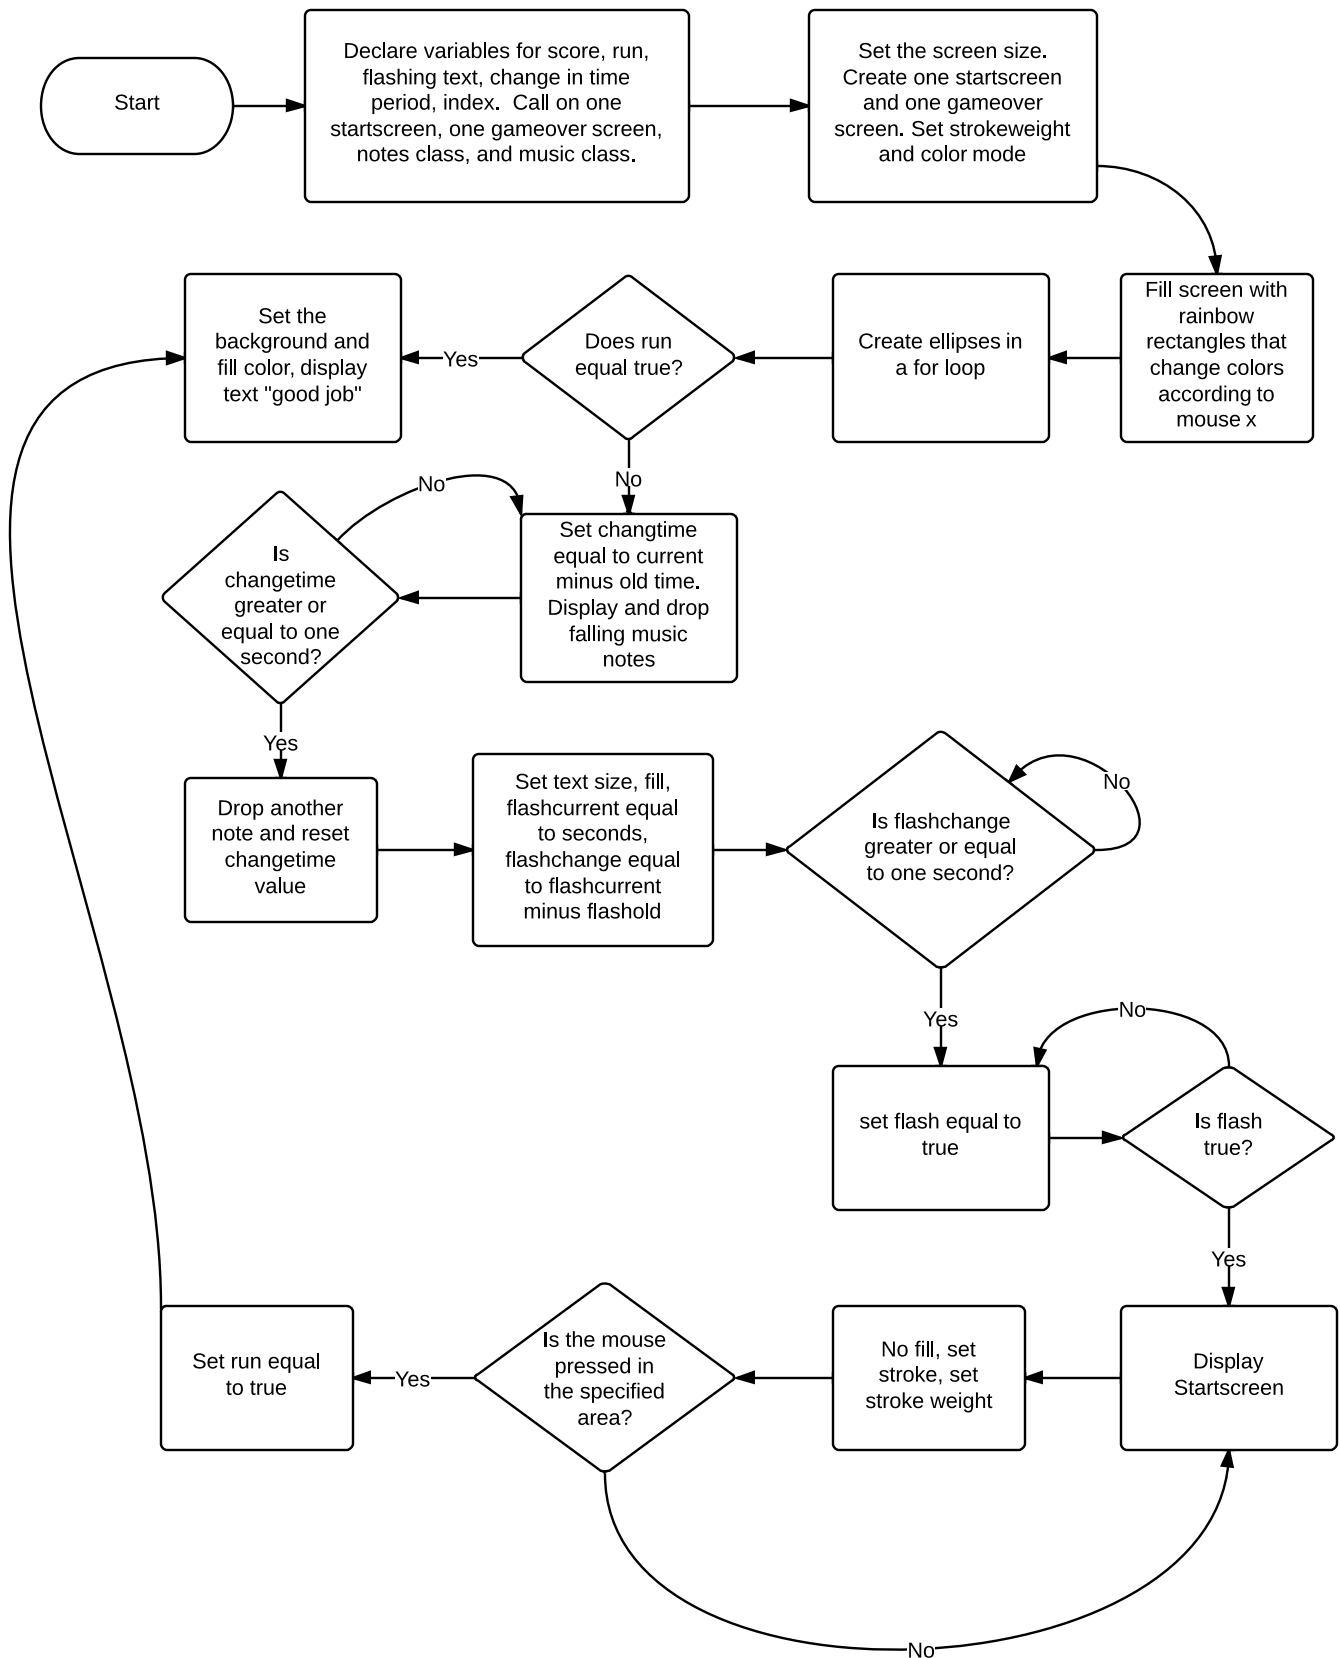 Start
Declare variables for score, run,
flashing text, change in time
period, index. Call on one
startscreen, one gameover screen,
notes class, and music class.
Set the screen size.
Create one startscreen
and one gameover
screen. Set strokeweight
and color mode
Set the
background and
fill color, display
text "good job"
Yes
Does run
equal true?
Create ellipses in
a for loop
Fill screen with
rainbow
rectangles that
change colors
according to
mouse x
No
No
Is
changetime
greater or
equal to one
second?
Set changtime
equal to current
minus old time.
Display and drop
falling music
notes
Yes
Drop another
note and reset
changetime
value
Set text size, fill,
flashcurrent equal
to seconds,
flashchange equal
to flashcurrent
minus flashold
Is flashchange
greater or equal
to one second?
No
Yes
No
set flash equal to
true
Is flash
true?
Yes
Set run equal
to true
Yes
Is the mouse
pressed in
the specified
area?
No fill, set
stroke, set
stroke weight
Display
Startscreen
No